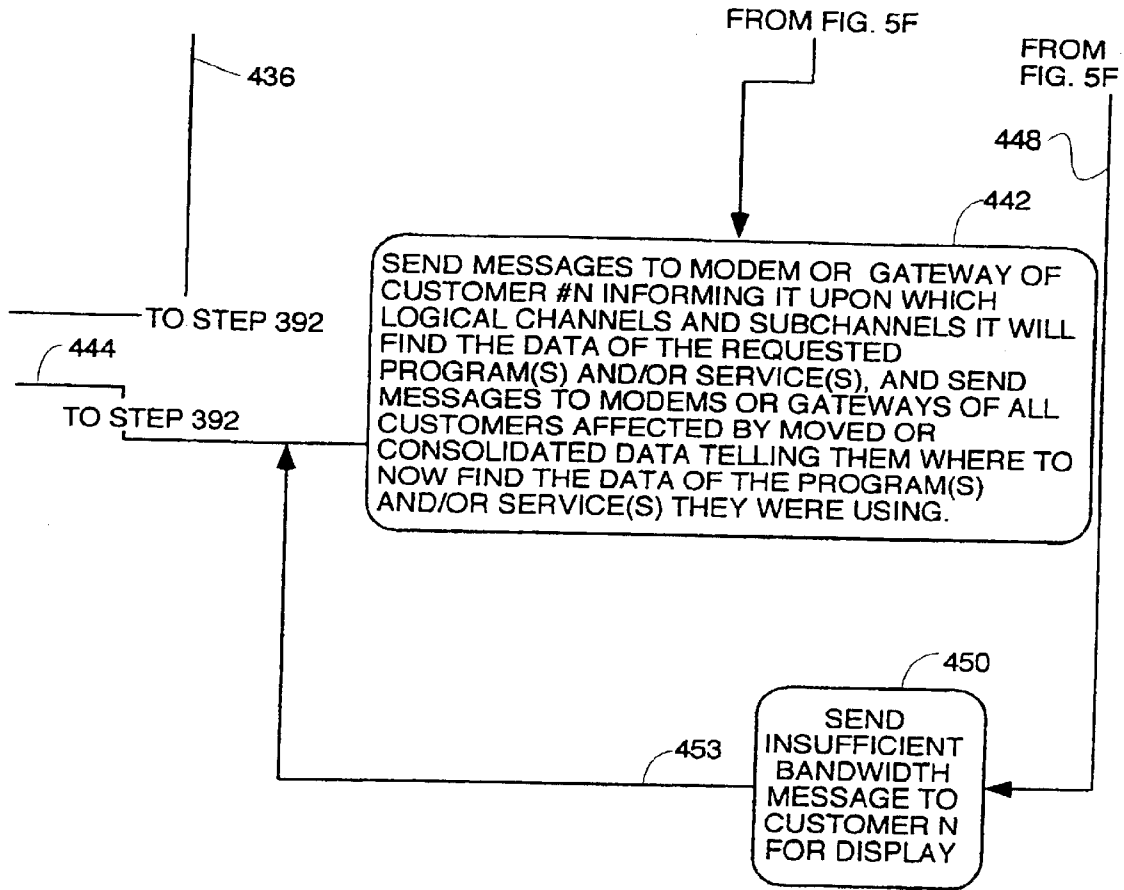 FROM FIG. 5F
FROM
FIG. 5F
436
448
442
SEND MESSAGES TO MODEM OR GATEWAY OF
CUSTOMER #N INFORMING IT UPON WHICH
LOGICAL CHANNELS AND SUBCHANNELS IT WILL
FIND THE DATA OF THE REQUESTED
PROGRAM(S) AND/OR SERVICE(S), AND SEND
MESSAGES TO MODEMS OR GATEWAYS OF ALL
CUSTOMERS AFFECTED BY MOVED OR
CONSOLIDATED DATA TELLING THEM WHERE TO
NOW FIND THE DATA OF THE PROGRAM(S)
AND/OR SERVICE(S) THEY WERE USING.
TO STEP 392
444
TO STEP 392
450
SEND
INSUFFICIENT
BANDWIDTH
MESSAGE TO
CUSTOMER N
FOR DISPLAY
453